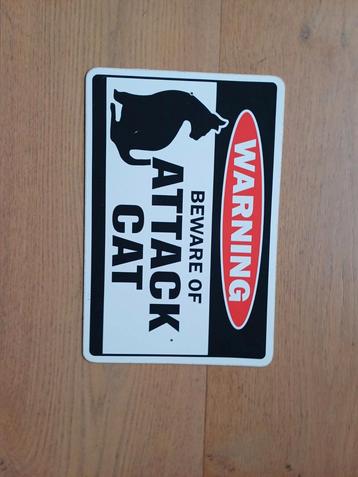 WARNING
BEWARE OF
ATTACK
CAT